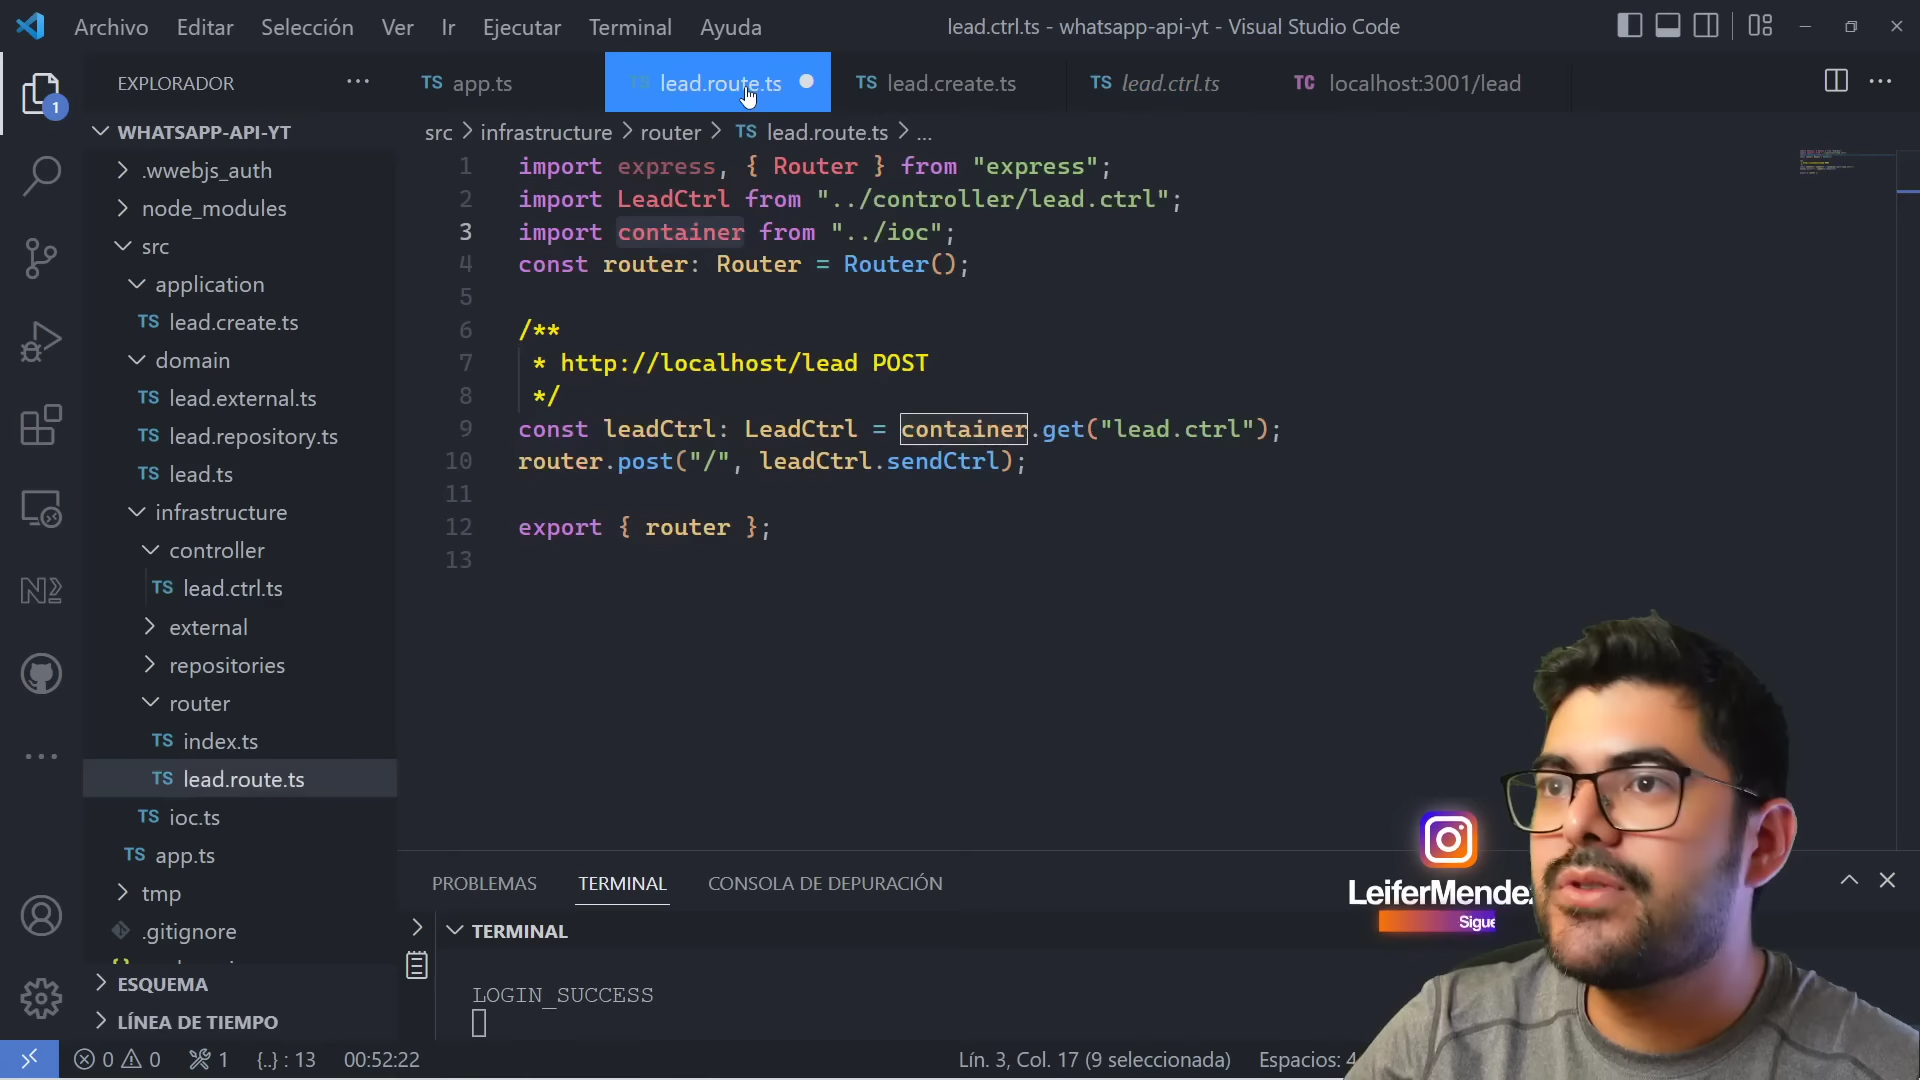 Archivo Editar Selección Ver Ir Ejecutar Terminal Ayuda
lead.ctrl.ts - whatsapp-api-yt - Visual Studio Code
EXPLORADOR
TS app.ts
lead.route.ts
TS lead.create.ts
TS lead.ctrl.ts
TC localhost:3001/lead
1
WHATSAPP-API-YT
.wwebjs_auth
node_modules
src
application
TS lead.create.ts
domain
TS lead.external.ts
TS lead.repository.ts
TS lead.ts
infrastructure
controller
TS lead.ctrl.ts
external
repositories
router
TS index.ts
TS lead.route.ts
TS ioc.ts
TS app.ts
tmp
.gitignore
ESQUEMA
LÍNEA DE TIEMPO
src > infrastructure > router > TS lead.route.ts > ...
1 import express, { Router } from "express";
2 import LeadCtrl from "../controller/lead.ctrl";
3 import container from "../ioc";
4 const router: Router = Router();
5
6 /**
7 * http://localhost/lead POST
8 */
9 const leadCtrl: LeadCtrl = container.get("lead.ctrl");
10 router.post("/", leadCtrl.sendCtrl);
11
12 export { router };
13
PROBLEMAS TERMINAL CONSOLA DE DEPURACIÓN
TERMINAL
LOGIN_SUCCESS
LeiferMendez
Sigue
0 0 1 {..} : 13 00:52:22
Lín. 3, Col. 17 (9 seleccionada) Espacios: 4